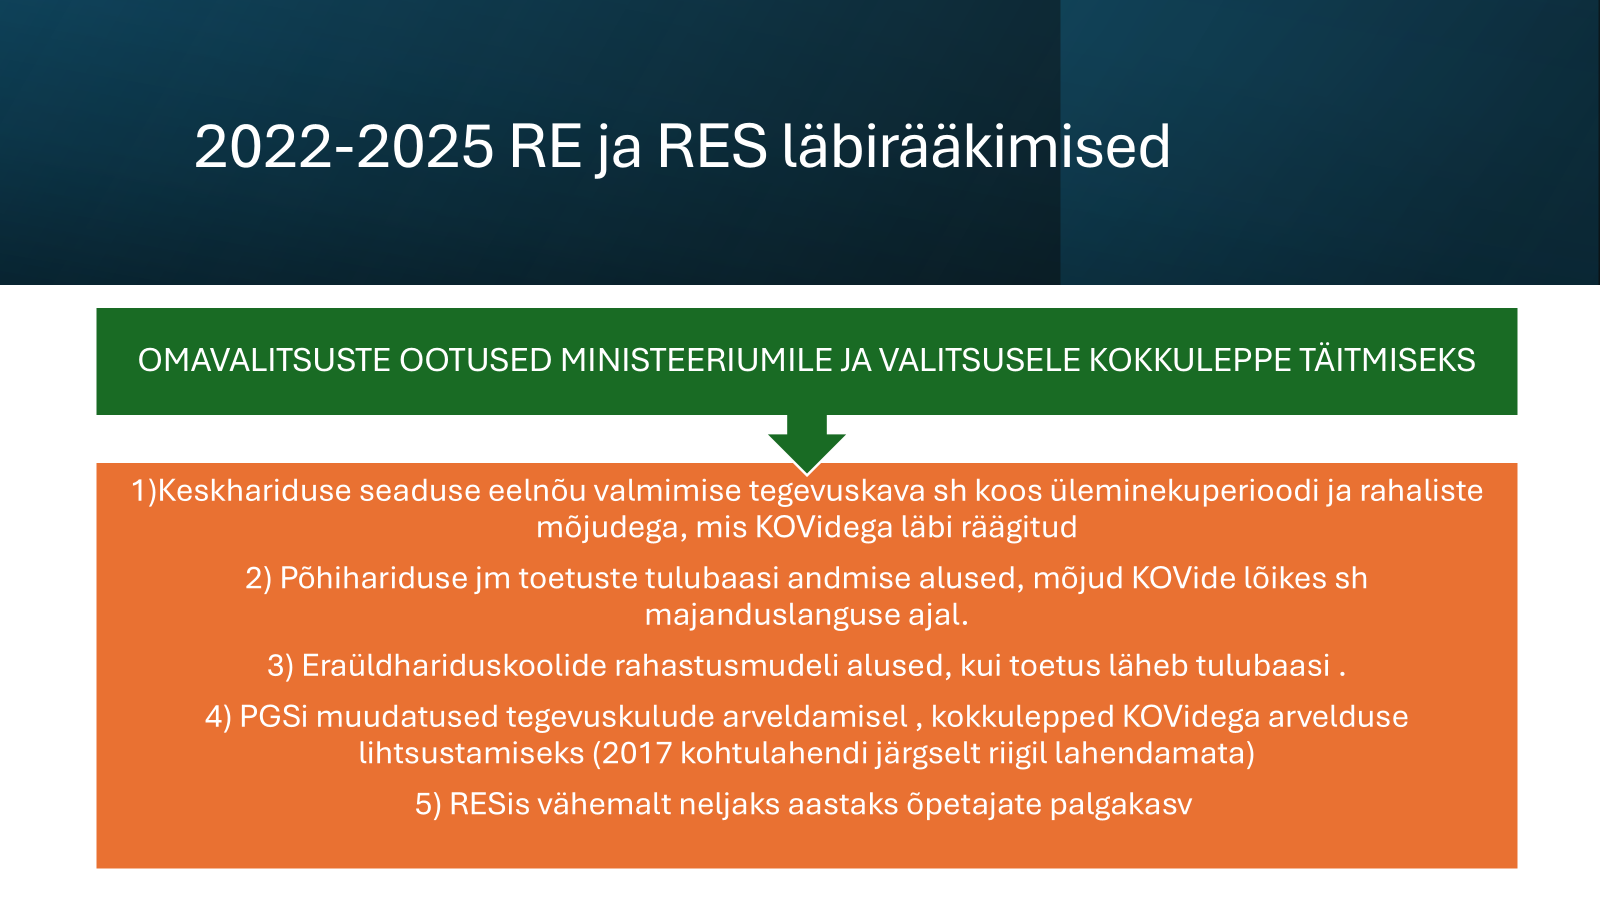 2022-2025 RE ja RES läbirääkimised
OMAVALITSUSTE OOTUSED MINISTEERIUMILE JA VALITSUSELE KOKKULEPPE TÄITMISEKS
1)Keskhariduse seaduse eelnõu valmimise tegevuskava sh koos üleminekuperioodi ja rahaliste
mõjudega, mis KOVidega läbi räägitud
2) Põhihariduse jm toetuste tulubaasi andmise alused, mõjud KOVide lõikes sh
majanduslanguse ajal.
3) Eraüldhariduskoolide rahastusmudeli alused, kui toetus läheb tulubaasi .
4) PGSi muudatused tegevuskulude arveldamisel , kokkulepped KOVidega arvelduse
lihtsustamiseks (2017 kohtulahendi järgselt riigil lahendamata)
5) RESis vähemalt neljaks aastaks õpetajate palgakasv